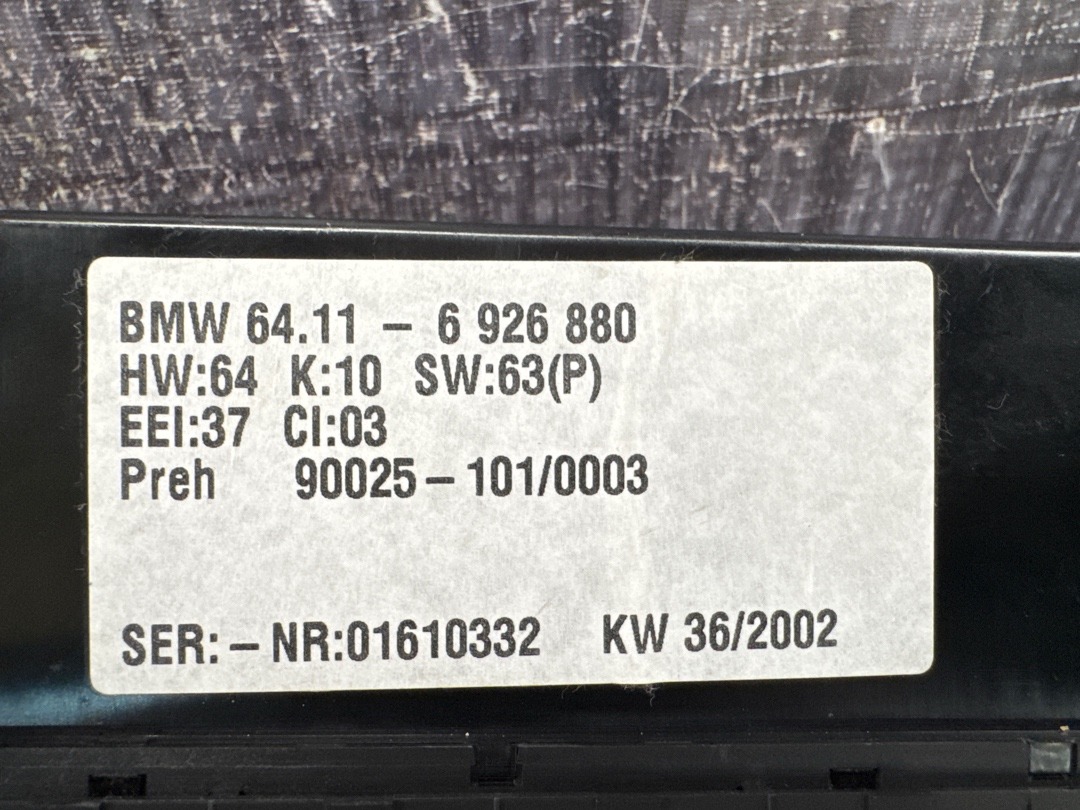 BMW 64.11 – 6 926 880
HW:64 K:10 SW:63(P)
EEI:37 CI:03
Preh 90025 – 101/0003
SER: – NR:01610332 KW 36/2002